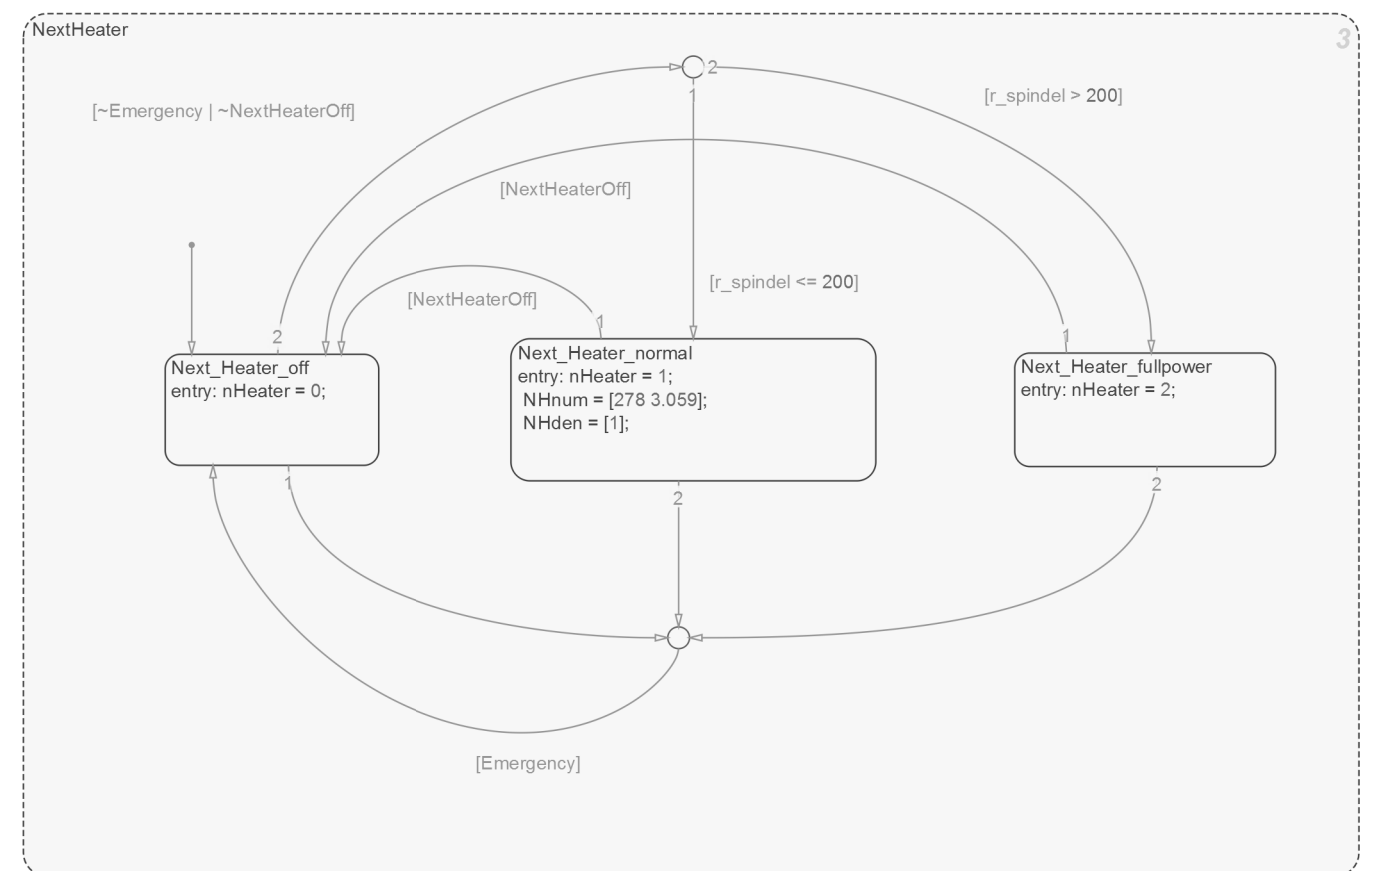 NextHeater
3
2
1
[~Emergency | ~NextHeaterOff]
[r_spindel > 200]
[NextHeaterOff]
[r_spindel <= 200]
[NextHeaterOff]
2
1
1
Next_Heater_off
entry: nHeater = 0;
Next_Heater_normal
entry: nHeater = 1;
NHnum = [278 3.059];
NHden = [1];
Next_Heater_fullpower
entry: nHeater = 2;
1
2
2
[Emergency]